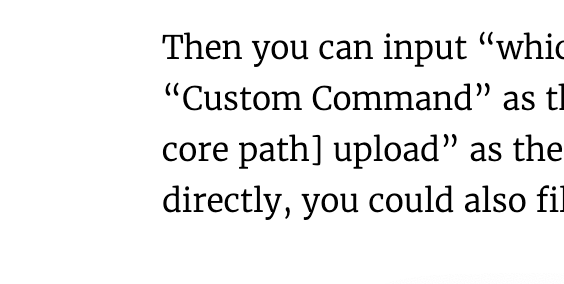 Then you can input “whic
“Custom Command” as th
core path] upload” as the
directly, you could also fil